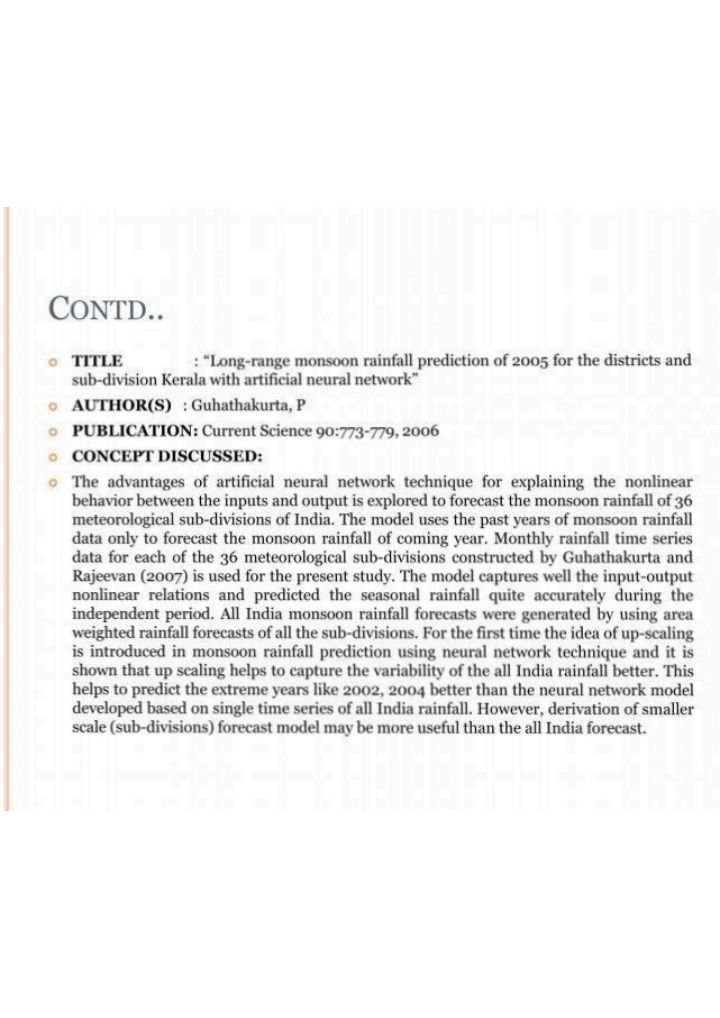 CONTD..
TITLE : “Long-range monsoon rainfall prediction of 2005 for the districts and
sub-division Kerala with artificial neural network”
AUTHOR(S) : Guhathakurta, P
PUBLICATION: Current Science 90:773-779, 2006
CONCEPT DISCUSSED:
The advantages of artificial neural network technique for explaining the nonlinear
behavior between the inputs and output is explored to forecast the monsoon rainfall of 36
meteorological sub-divisions of India. The model uses the past years of monsoon rainfall
data only to forecast the monsoon rainfall of coming year. Monthly rainfall time series
data for each of the 36 meteorological sub-divisions constructed by Guhathakurta and
Rajeevan (2007) is used for the present study. The model captures well the input-output
nonlinear relations and predicted the seasonal rainfall quite accurately during the
independent period. All India monsoon rainfall forecasts were generated by using area
weighted rainfall forecasts of all the sub-divisions. For the first time the idea of up-scaling
is introduced in monsoon rainfall prediction using neural network technique and it is
shown that up scaling helps to capture the variability of the all India rainfall better. This
helps to predict the extreme years like 2002, 2004 better than the neural network model
developed based on single time series of all India rainfall. However, derivation of smaller
scale (sub-divisions) forecast model may be more useful than the all India forecast.